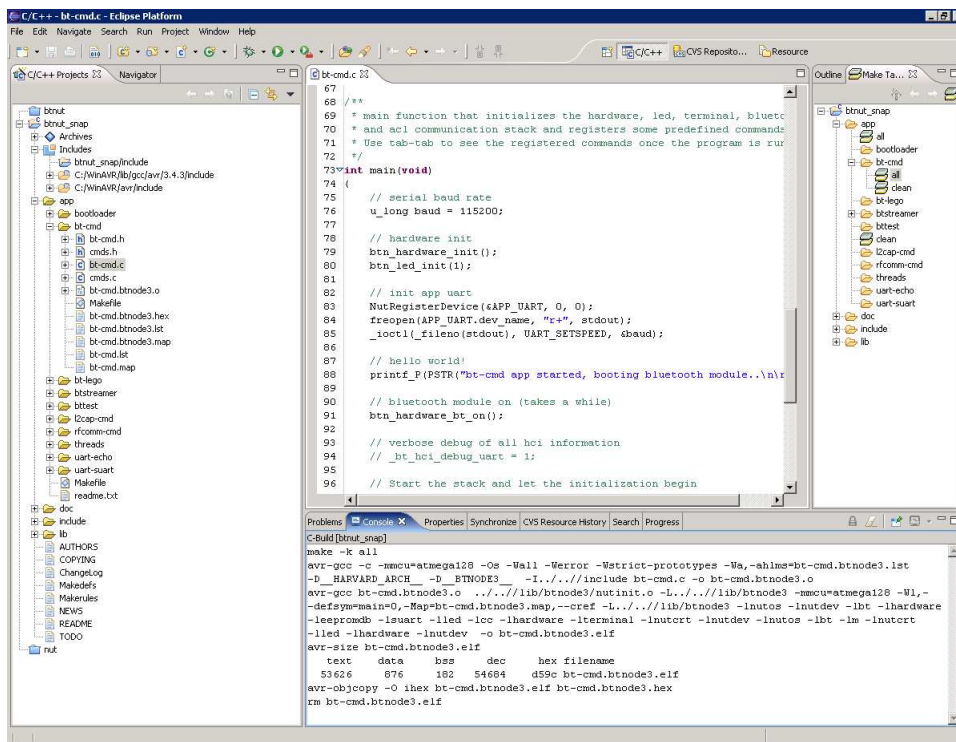 C/C++ - bt-cmd.c - Eclipse Platform
File Edit Navigate Search Run Project Window Help
C/C++ CVS Reposito... Resource
C/C++ Projects Navigator
btnut
btnut_snap
Archives
Includes
btnut_snap/include
C:/WinAVR/lib/gcc/avr/3.4.3/include
C:/WinAVR/avr/include
app
bootloader
bt-cmd
bt-cmd.h
cmds.h
bt-cmd.c
cmds.c
bt-cmd.btnode3.o
Makefile
bt-cmd.btnode3.hex
bt-cmd.btnode3.lst
bt-cmd.btnode3.map
bt-cmd.lst
bt-cmd.map
bt-lego
btstreamer
bttest
l2cap-cmd
rfcomm-cmd
threads
uart-echo
uart-suart
Makefile
readme.txt
doc
include
lib
AUTHORS
COPYING
ChangeLog
Makedefs
Makerules
NEWS
README
TODO
nut
bt-cmd.c
67
68 /**
69 * main function that initializes the hardware, led, terminal, bluetc
70 * and acl communication stack and registers some predefined commands
71 * Use tab-tab to see the registered commands once the program is run
72 */
73 int main(void)
74 {
75 // serial baud rate
76 u_long baud = 115200;
77
78 // hardware init
79 btn_hardware_init();
80 btn_led_init(1);
81
82 // init app uart
83 NutRegisterDevice(&APP_UART, 0, 0);
84 freopen(APP_UART.dev_name, "r+", stdout);
85 _ioctl(_fileno(stdout), UART_SETSPEED, &baud);
86
87 // hello world!
88 printf_P(PSTR("bt-cmd app started, booting bluetooth module..\n\r
89
90 // bluetooth module on (takes a while)
91 btn_hardware_bt_on();
92
93 // verbose debug of all hci information
94 // _bt_hci_debug_uart = 1;
95
96 // Start the stack and let the initialization begin
Outline Make Ta...
btnut_snap
app
all
bootloader
bt-cmd
all
clean
bt-lego
btstreamer
bttest
clean
l2cap-cmd
rfcomm-cmd
threads
uart-echo
uart-suart
doc
include
lib
Problems Console Properties Synchronize CVS Resource History Search Progress
C-Build [btnut_snap]
make -k all
avr-gcc -c -mmcu=atmega128 -Os -Wall -Werror -Wstrict-prototypes -Wa,-ahlms=bt-cmd.btnode3.lst
-D__HARVARD_ARCH__ -D__BTNODE3__ -I../..//include bt-cmd.c -o bt-cmd.btnode3.o
avr-gcc bt-cmd.btnode3.o ../..//lib/btnode3/nutinit.o -L../..//lib/btnode3 -mmcu=atmega128 -Wl,-
-defsym=main=0,-Map=bt-cmd.btnode3.map,--cref -L../..//lib/btnode3 -lnutos -lnutdev -lbt -lhardware
-leepromdb -lsuart -lled -lcc -lhardware -lterminal -lnutcrt -lnutdev -lnutos -lbt -lm -lnutcrt
-lled -lhardware -lnutdev -o bt-cmd.btnode3.elf
avr-size bt-cmd.btnode3.elf
text data bss dec hex filename
53626 876 182 54684 d59c bt-cmd.btnode3.elf
avr-objcopy -O ihex bt-cmd.btnode3.elf bt-cmd.btnode3.hex
rm bt-cmd.btnode3.elf